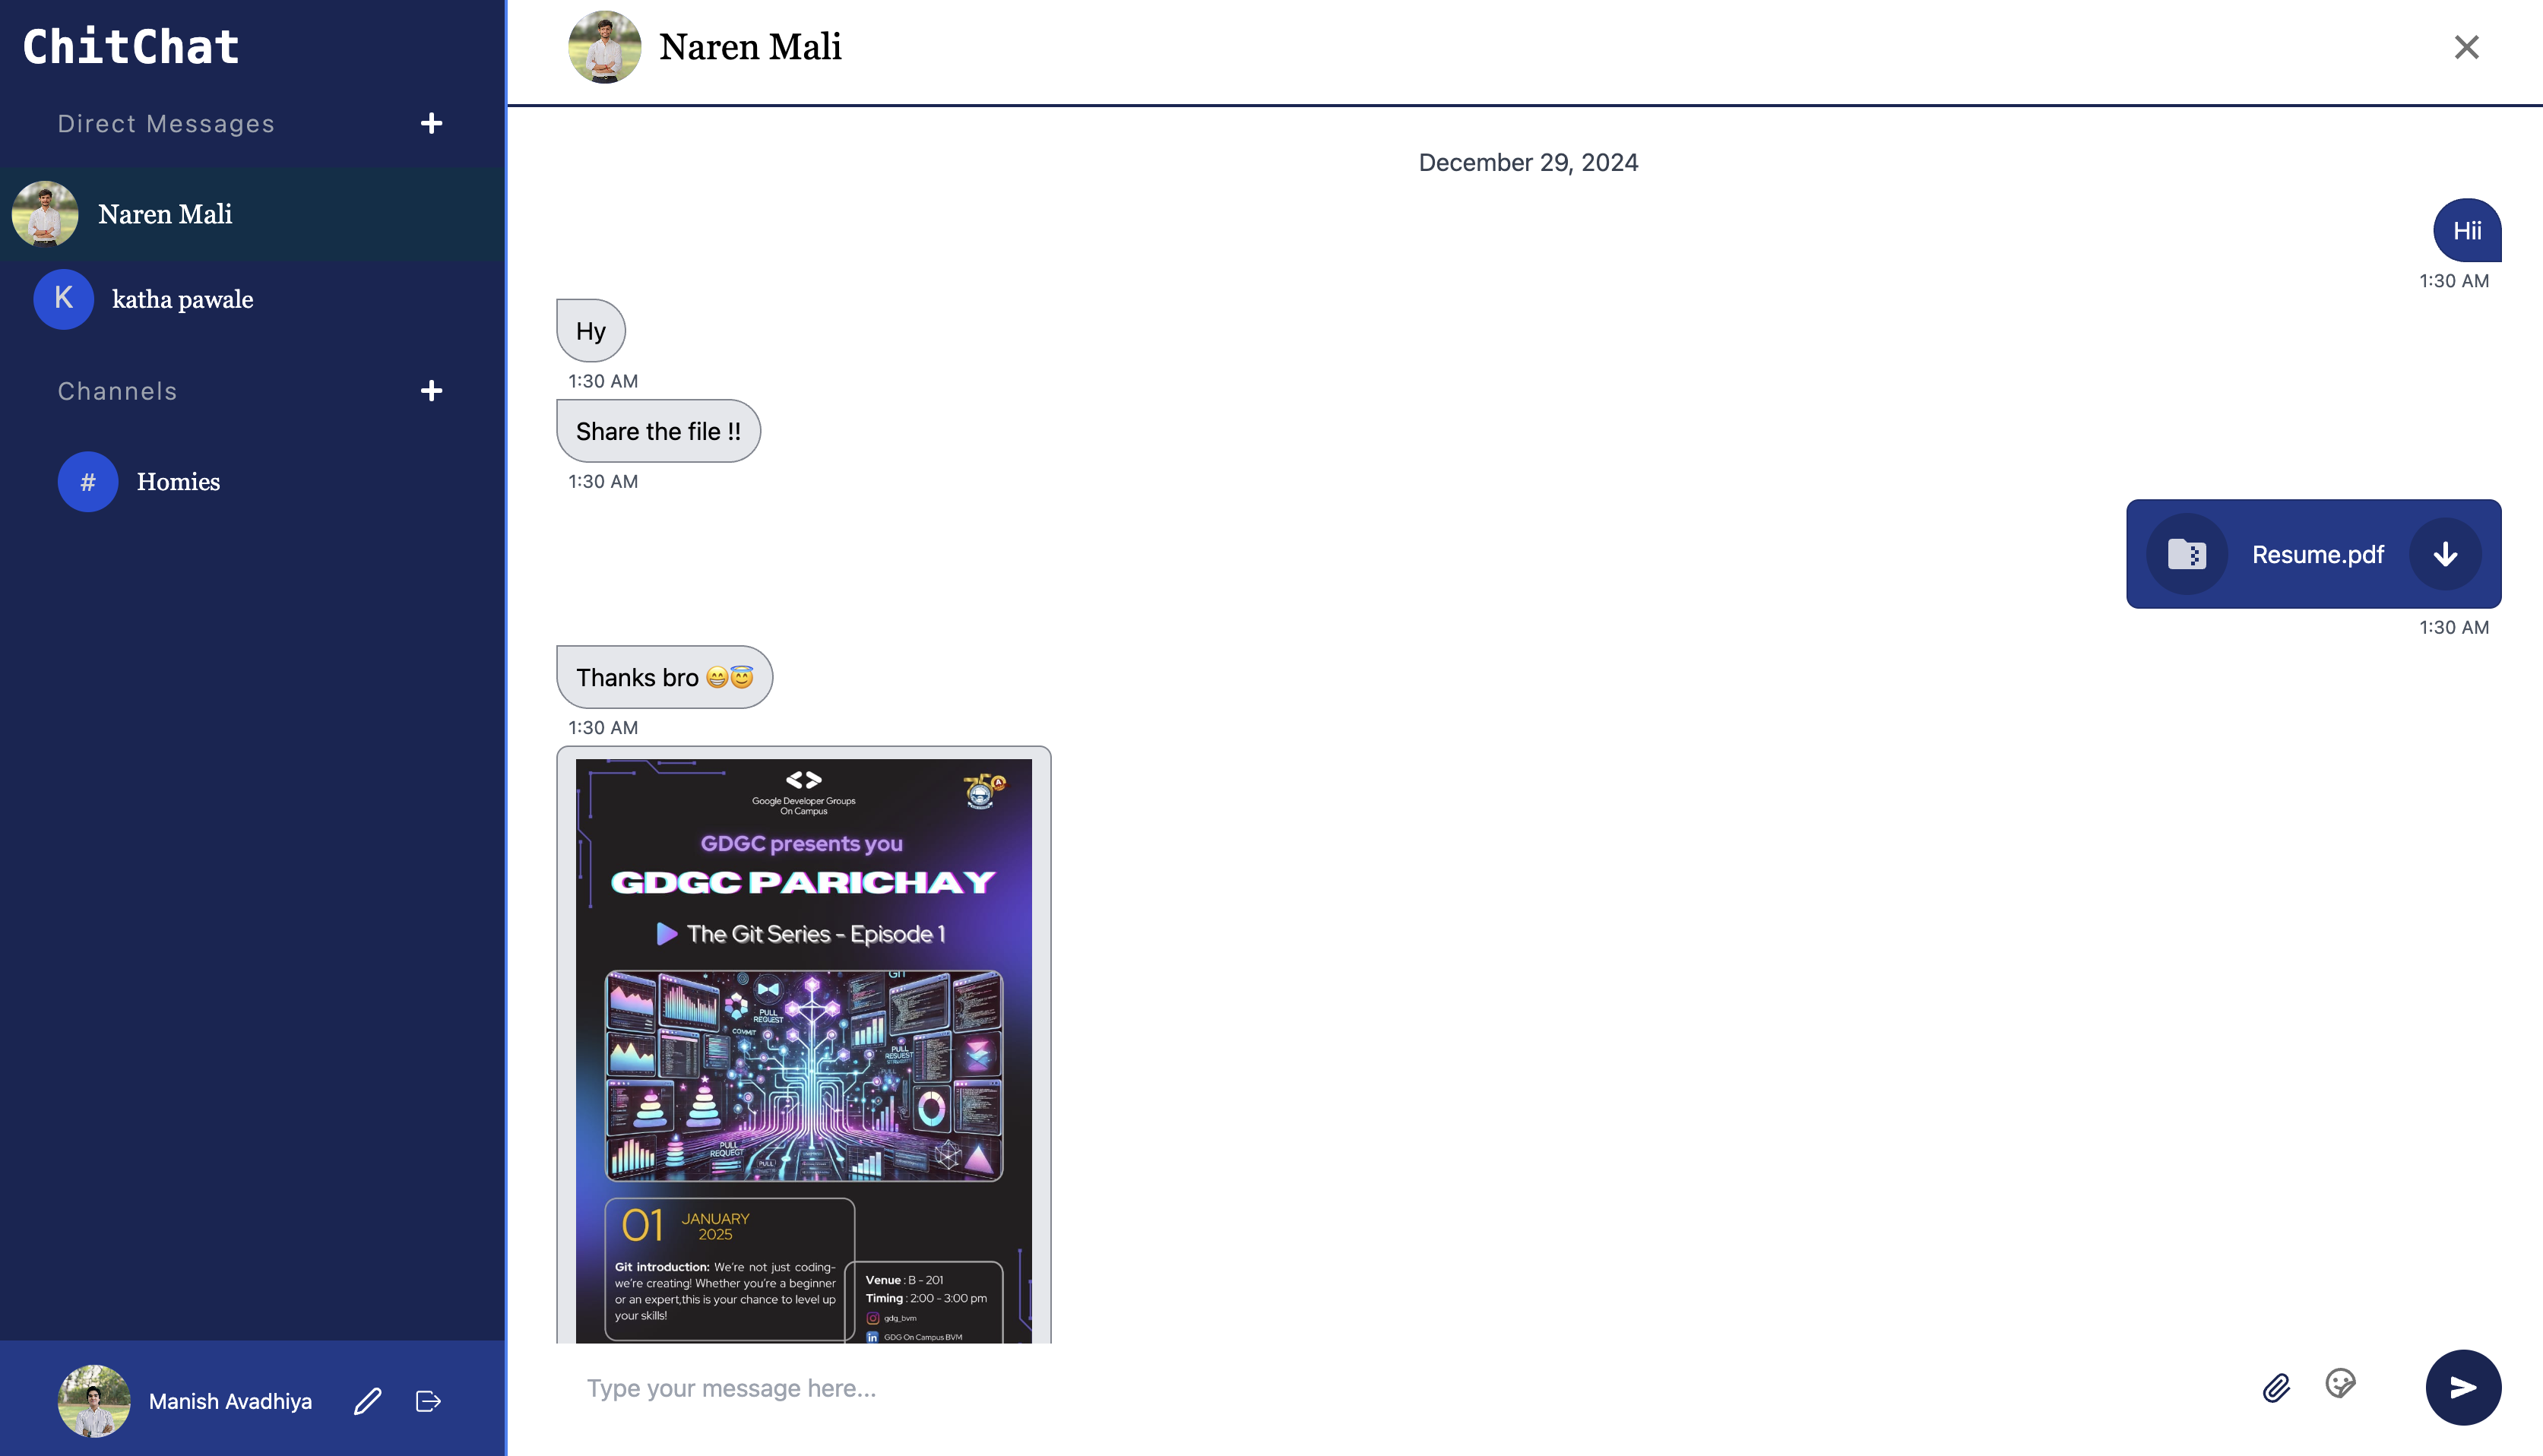 ChitChat
Direct Messages
Naren Mali
K
katha pawale
Channels
#
Homies
Manish Avadhiya
Naren Mali
December 29, 2024
Hii
1:30 AM
Hy
1:30 AM
Share the file !!
1:30 AM
Resume.pdf
1:30 AM
Thanks bro 😁😇
1:30 AM
Google Developer Groups
On Campus
75
GDGC presents you
GDGC PARICHAY
The Git Series - Episode 1
GIT
PULL
REQUEST
COMMIT
PULL
PULL
PULL
01
JANUARY
2025
Git introduction: We're not just coding-
we're creating! Whether you're a beginner
or an expert,this is your chance to level up
your skills!
Venue : B - 201
Timing : 2:00 - 3:00 pm
gdg_bvm
in GDG On Campus BVM
Type your message here...